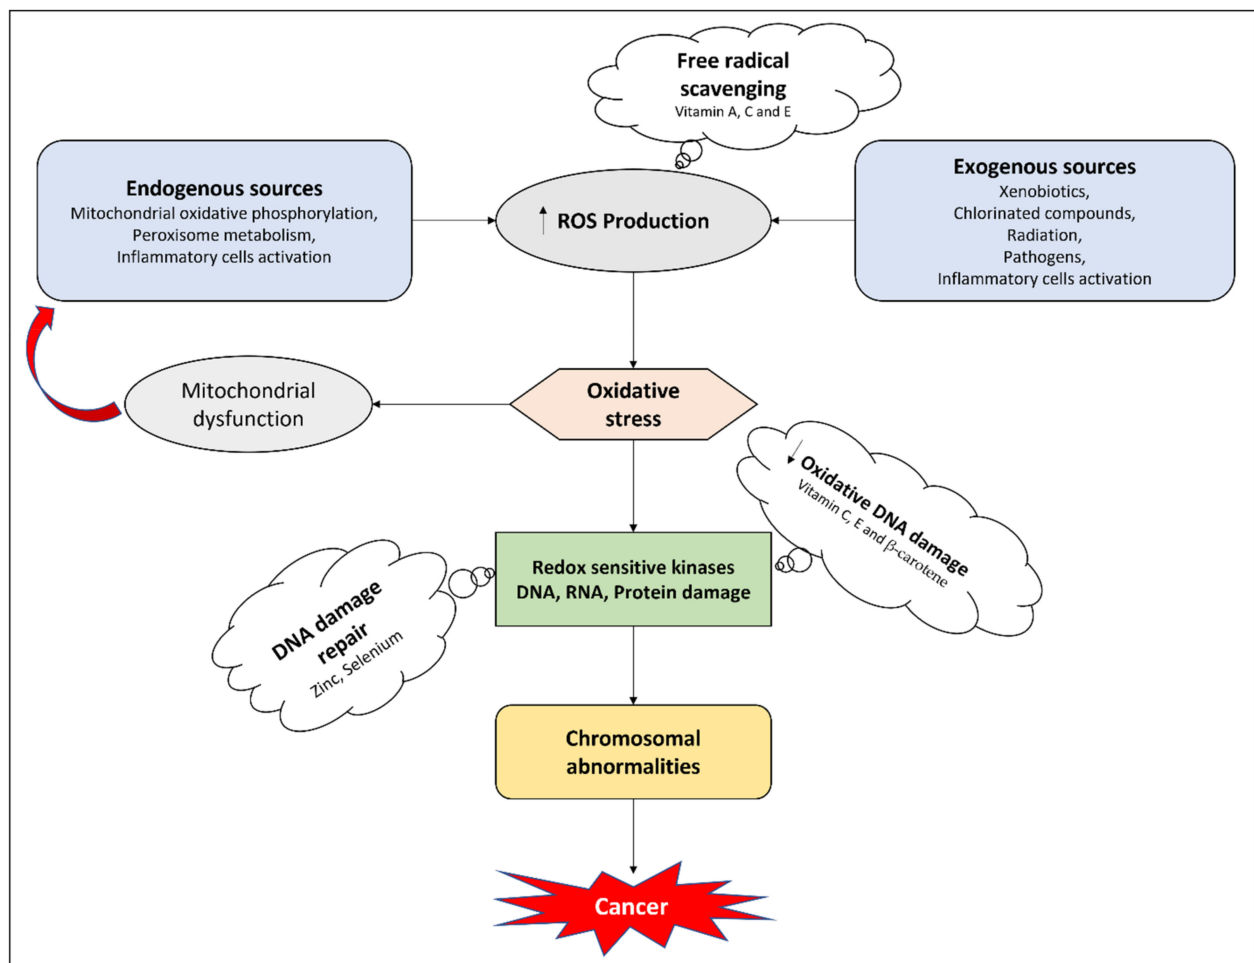 Free radical
scavenging
Vitamin A, C and E
Endogenous sources
Mitochondrial oxidative phosphorylation,
Peroxisome metabolism,
Inflammatory cells activation
↑ ROS Production
Exogenous sources
Xenobiotics,
Chlorinated compounds,
Radiation,
Pathogens,
Inflammatory cells activation
Mitochondrial
dysfunction
Oxidative
stress
↓ Oxidative DNA damage
Vitamin C, E and β-carotene
Redox sensitive kinases
DNA, RNA, Protein damage
DNA damage
repair
Zinc, Selenium
Chromosomal
abnormalities
Cancer